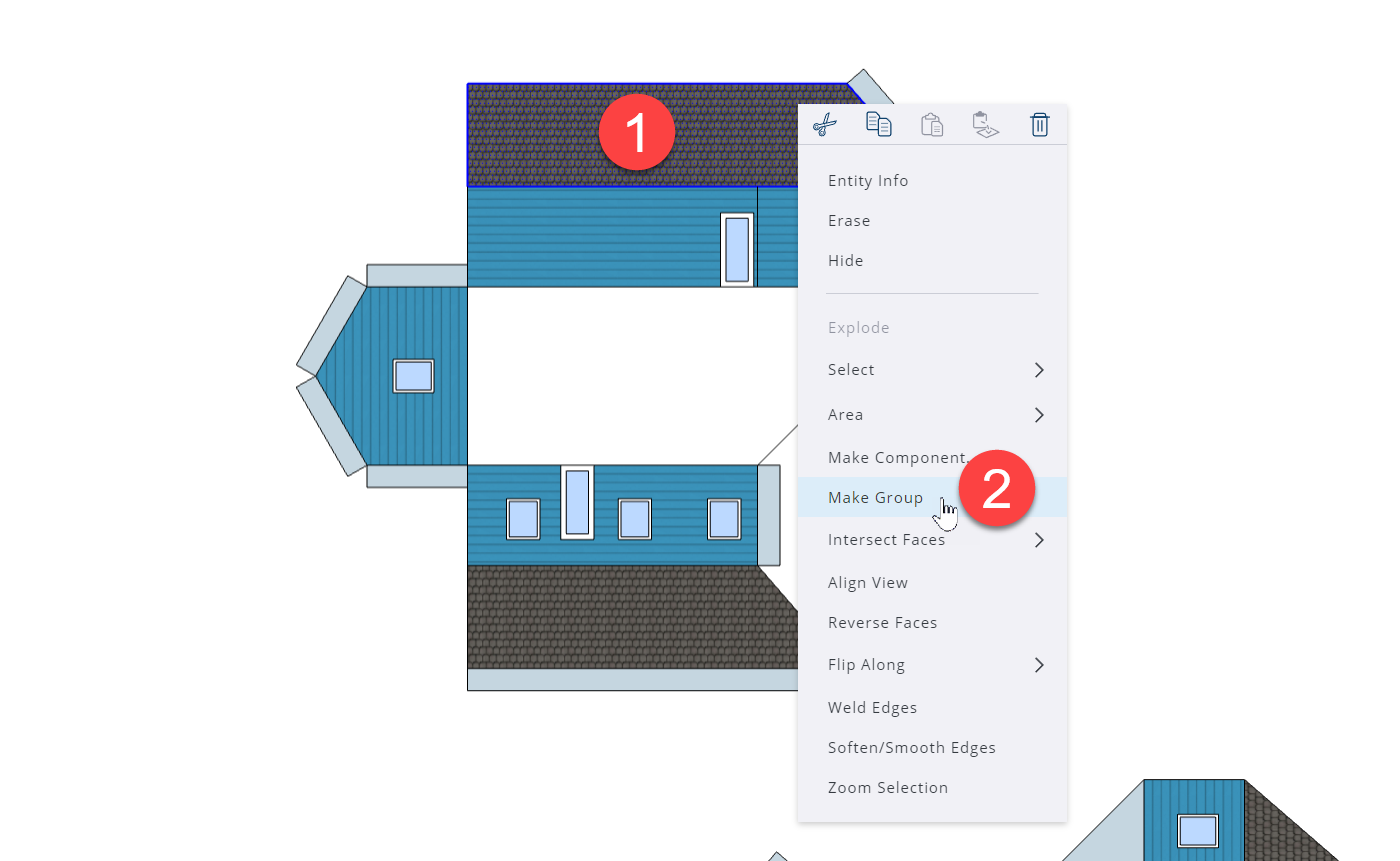 1
Entity Info
Erase
Hide
Explode
Select
Area
Make Component.
Make Group
2
Intersect Faces
Align View
Reverse Faces
Flip Along
Weld Edges
Soften/Smooth Edges
Zoom Selection